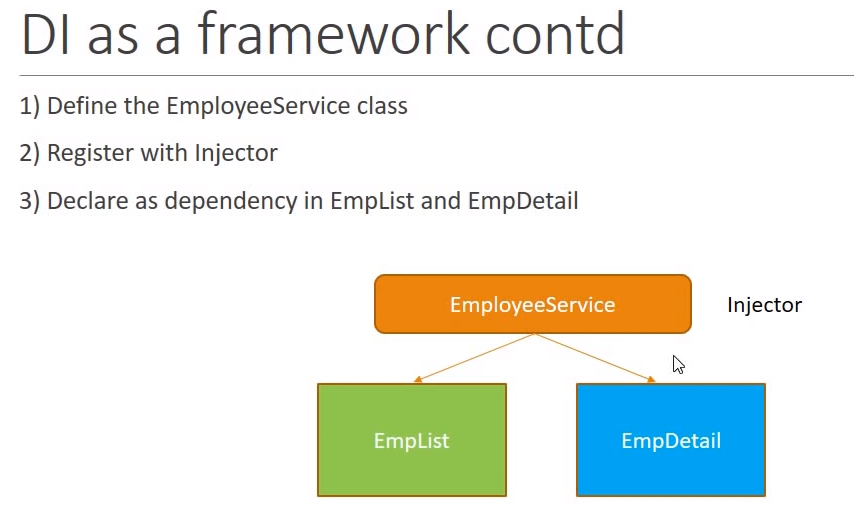 DI as a framework contd
1) Define the EmployeeService class
2) Register with Injector
3) Declare as dependency in EmpList and EmpDetail
EmployeeService
Injector
EmpList
EmpDetail